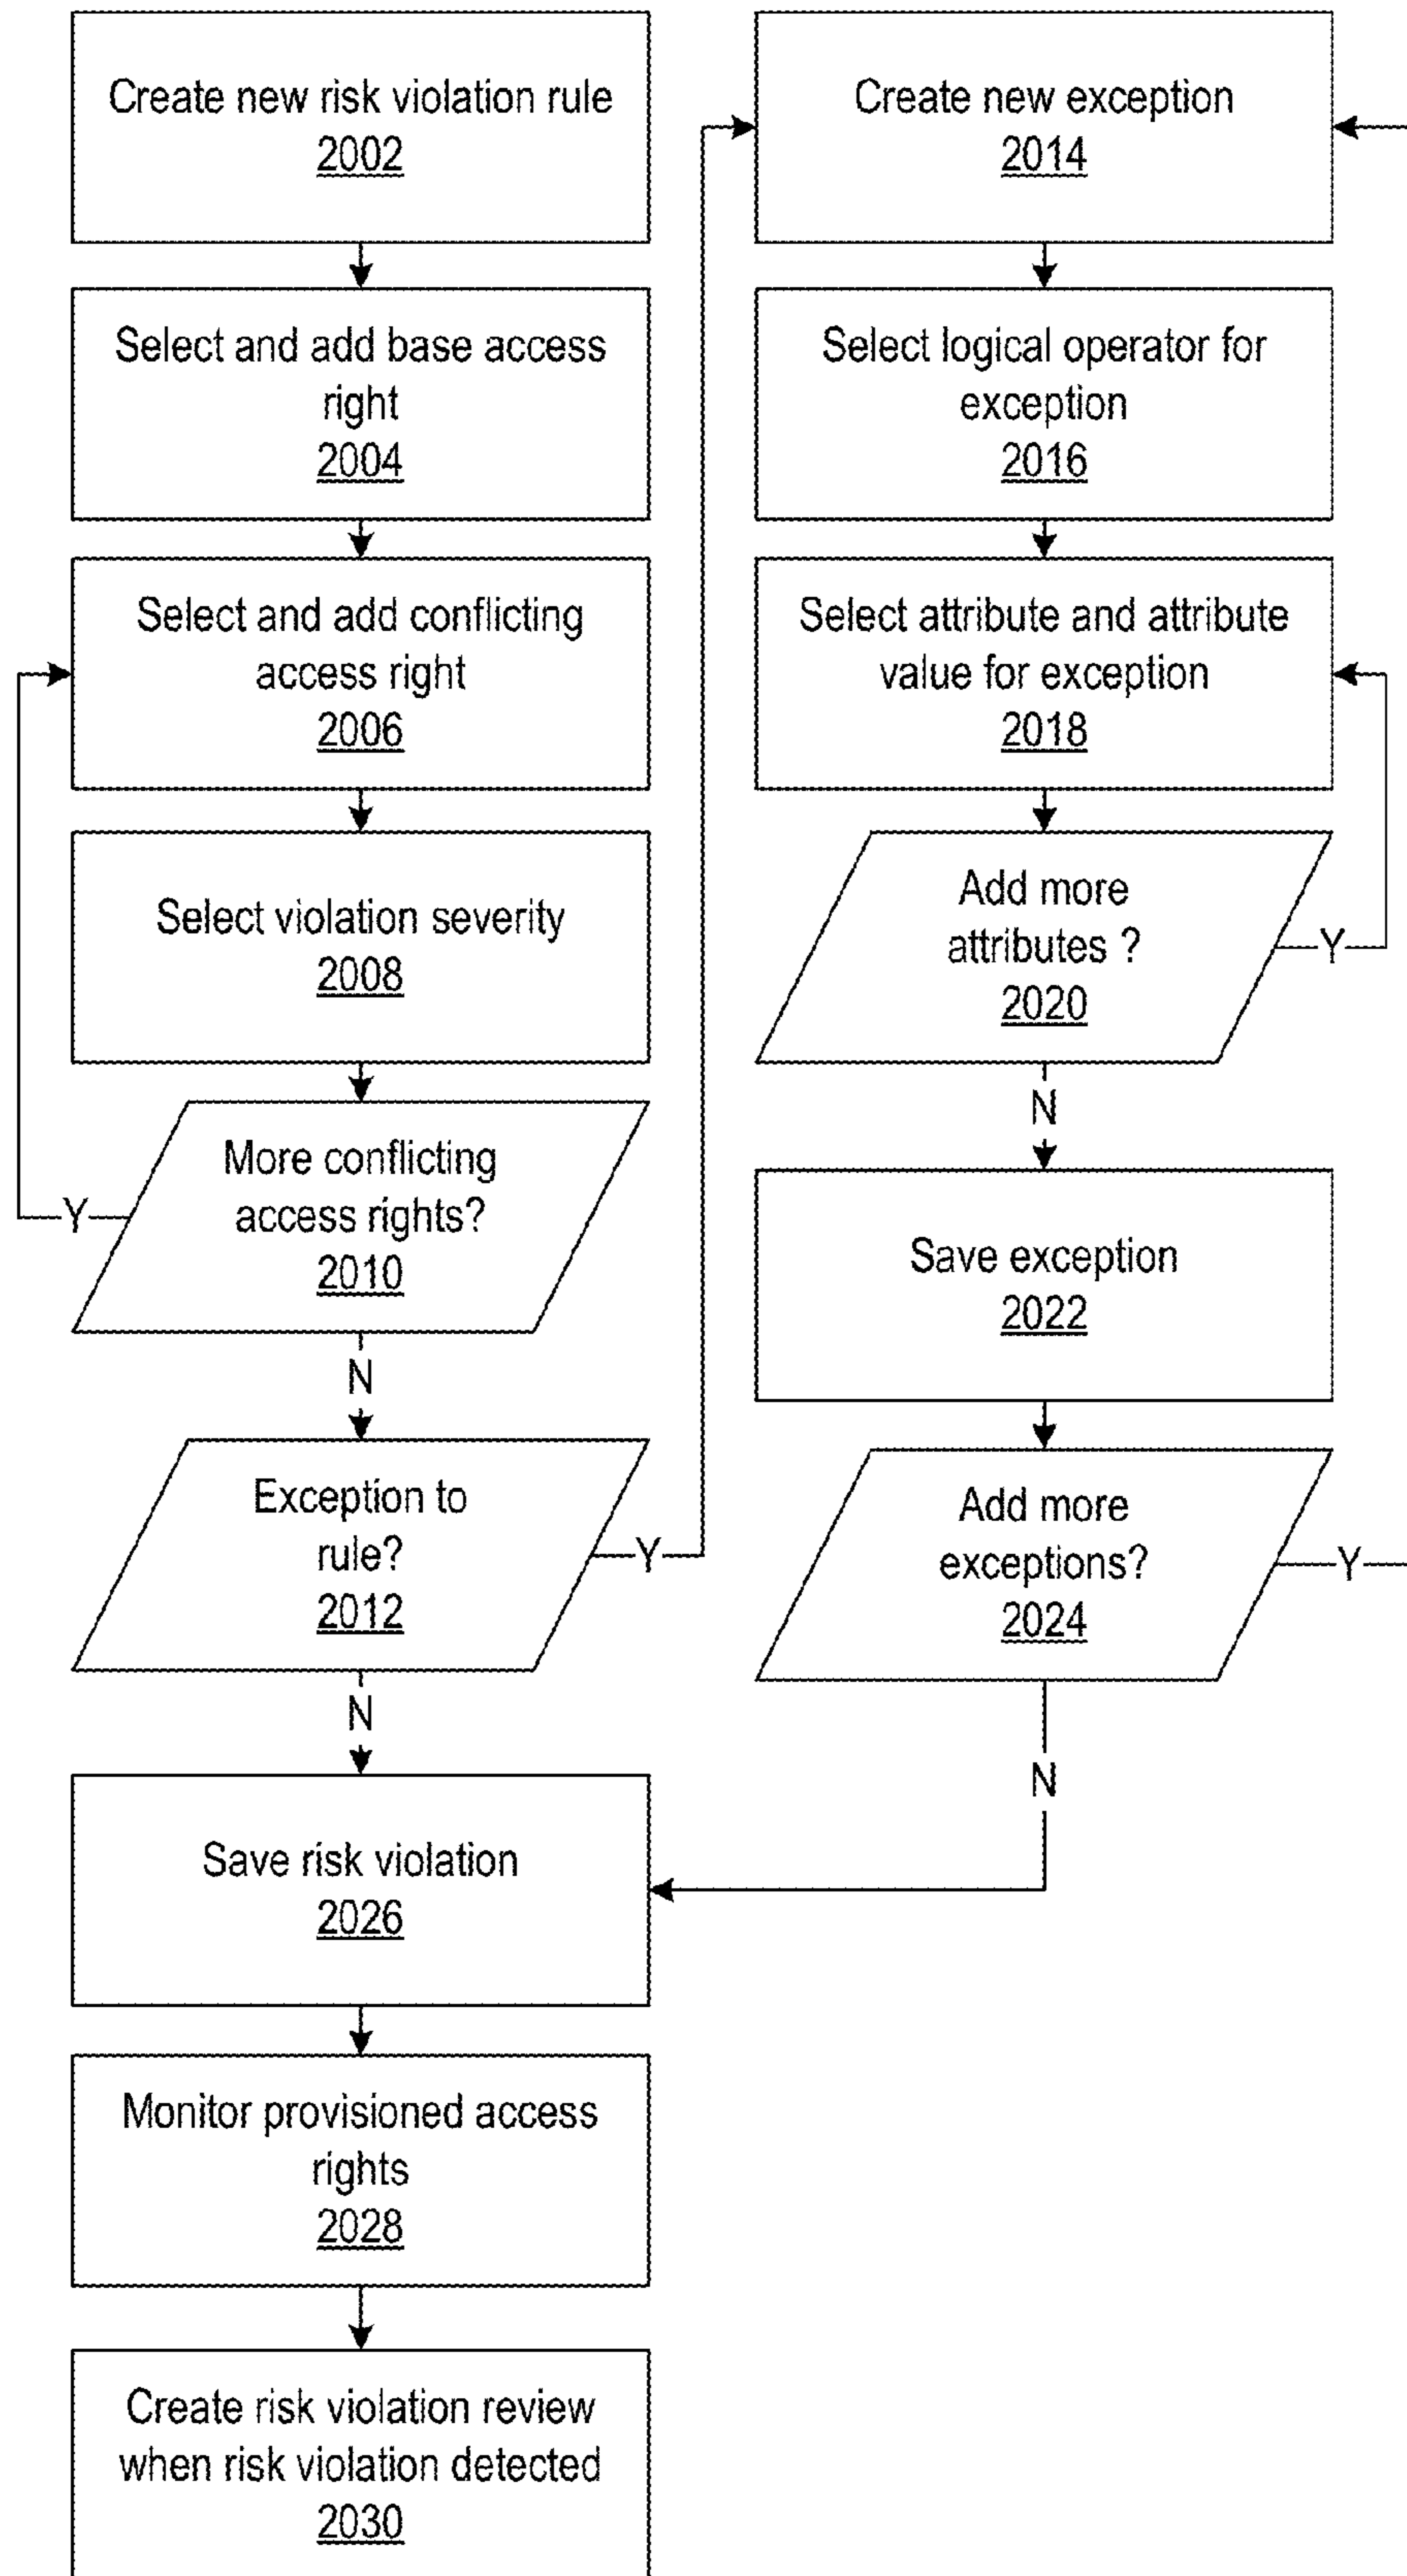 Create new risk violation rule
2002
Select and add base access
right
2004
Select and add conflicting
access right
2006
Select violation severity
2008
More conflicting
access rights?
2010
Y
N
Exception to
rule?
2012
Y
N
Create new exception
2014
Select logical operator for
exception
2016
Select attribute and attribute
value for exception
2018
Add more
attributes ?
2020
Y
N
Save exception
2022
Add more
exceptions?
2024
Y
N
Save risk violation
2026
Monitor provisioned access
rights
2028
Create risk violation review
when risk violation detected
2030